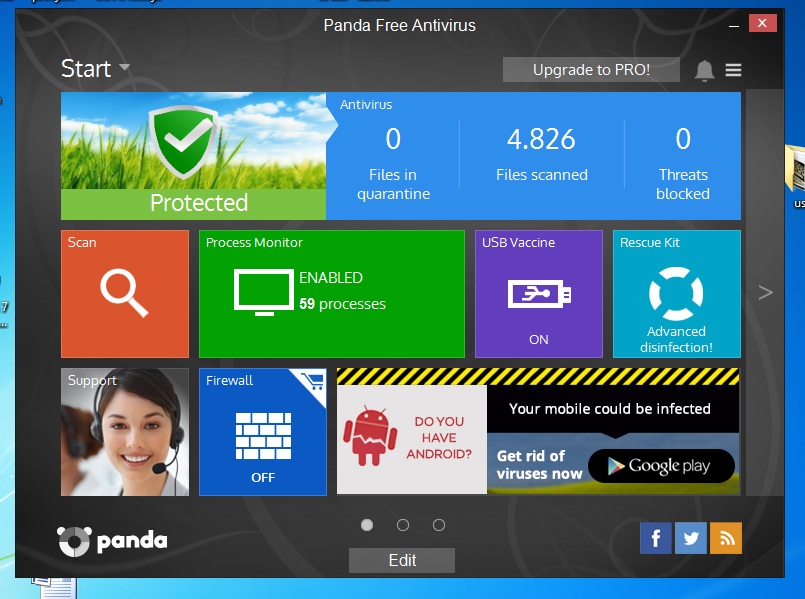 Panda Free Antivirus
Start
Upgrade to PRO!
Antivirus
0
4.826
0
Files in
quarantine
Files scanned
Threats
blocked
Protected
Scan
Process Monitor
ENABLED
59 processes
USB Vaccine
ON
Rescue Kit
Advanced
disinfection!
>
Support
Firewall
OFF
DO YOU
HAVE
ANDROID?
Your mobile could be infected
Get rid of
viruses now
Google play
panda
Edit
us
7
...